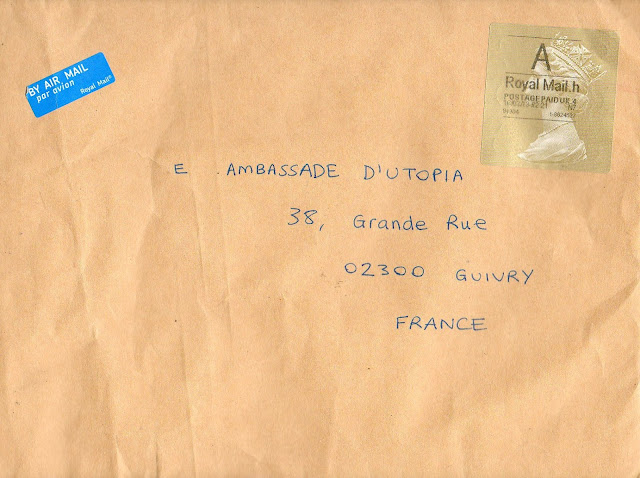 BY AIR MAIL
par avion
Royal Mail®
A
Royal Mail.h
POSTAGE PAID UK 4
E . AMBASSADE D'UTOPIA
38, Grande Rue
02300 GUIVRY
FRANCE